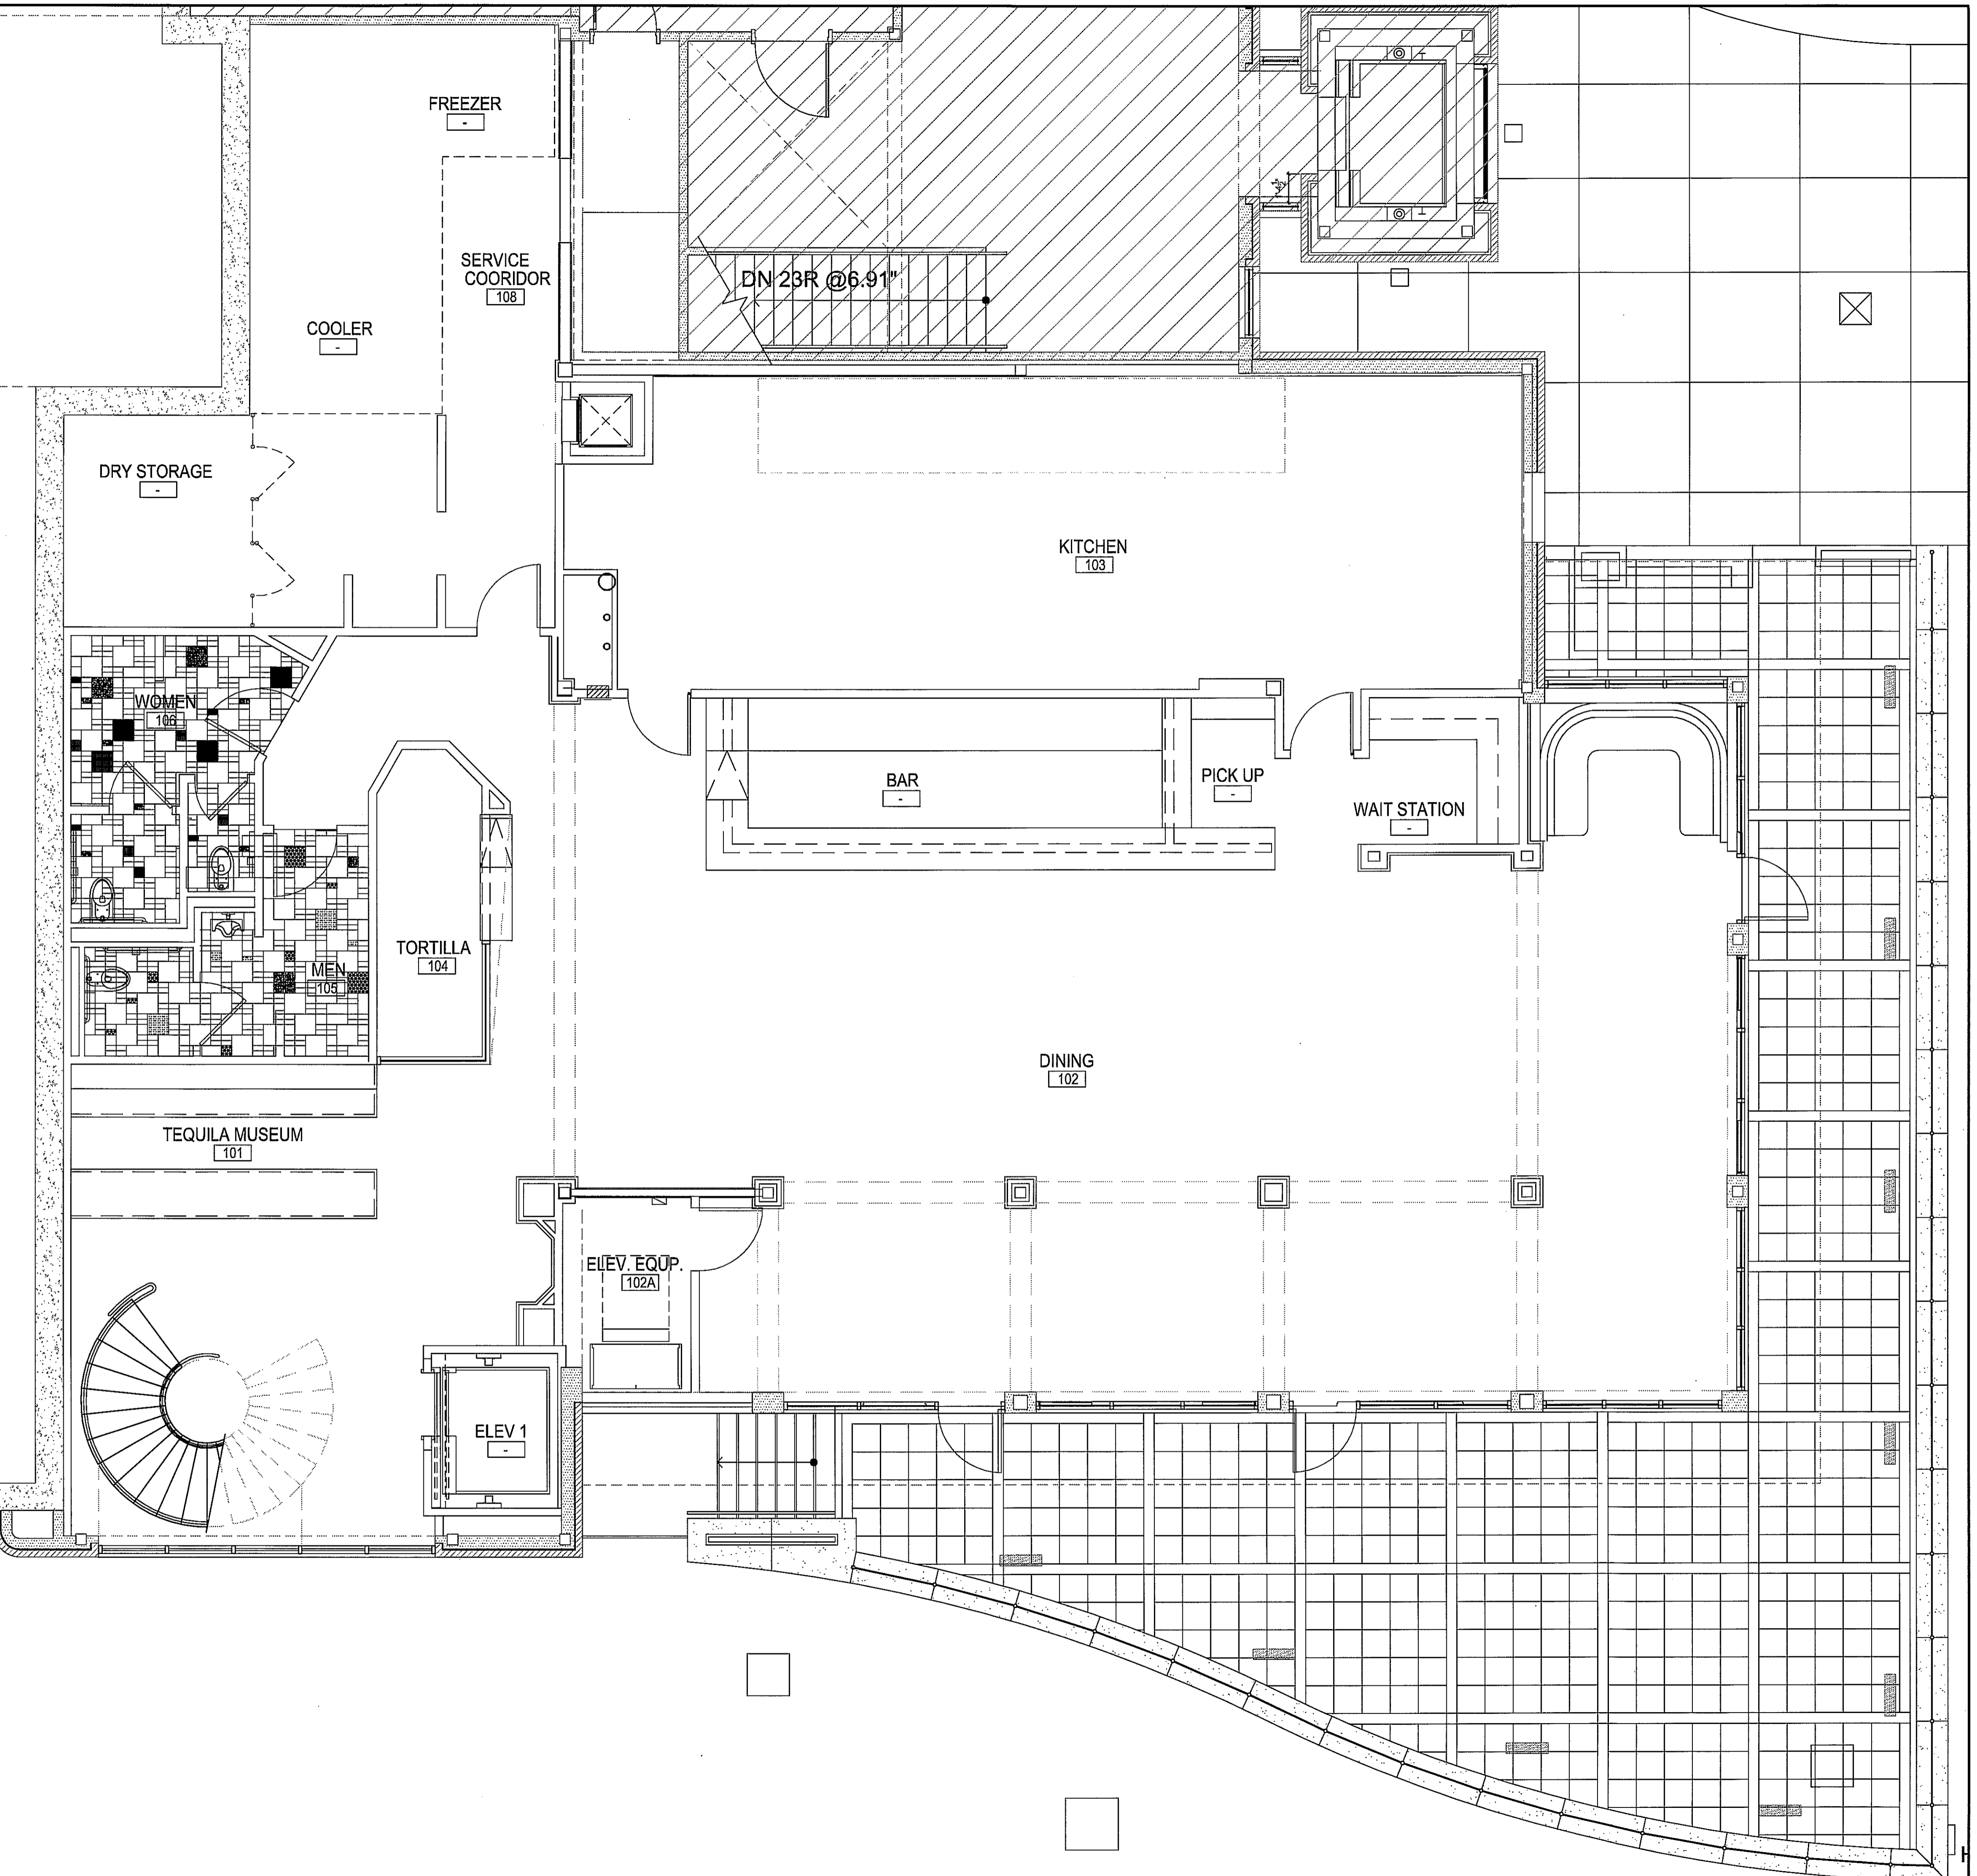 FREEZER
-
SERVICE
COORIDOR
108
DN 23R @6.91"
COOLER
-
DRY STORAGE
-
KITCHEN
103
WOMEN
106
BAR
-
PICK UP
-
WAIT STATION
-
TORTILLA
104
MEN
105
DINING
102
TEQUILA MUSEUM
101
ELEV. EQUP.
102A
ELEV 1
-